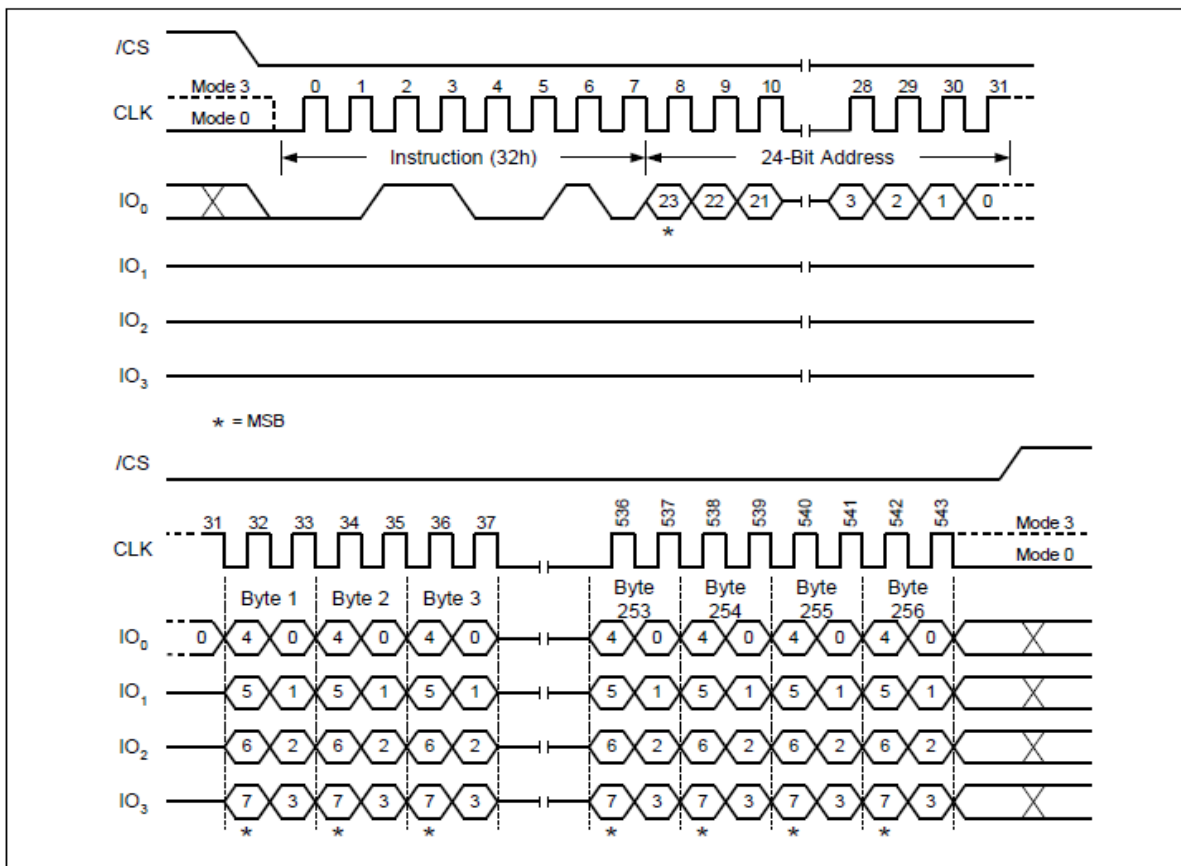 /CS
Mode 3 0 1 2 3 4 5 6 7 8 9 10 28 29 30 31
CLK
Mode 0
Instruction (32h) 24-Bit Address
IO0 23 22 21 3 2 1 0
*
IO1
IO2
IO3
* = MSB
/CS
31 32 33 34 35 36 37 536 537 538 539 540 541 542 543 Mode 3
CLK
Mode 0
Byte 1 Byte 2 Byte 3 Byte 253 Byte 254 Byte 255 Byte 256
IO0 0 4 0 4 0 4 0 4 0 4 0 4 0 4 0
IO1 5 1 5 1 5 1 5 1 5 1 5 1 5 1
IO2 6 2 6 2 6 2 6 2 6 2 6 2 6 2
IO3 7 3 7 3 7 3 7 3 7 3 7 3 7 3
* * * * * * *